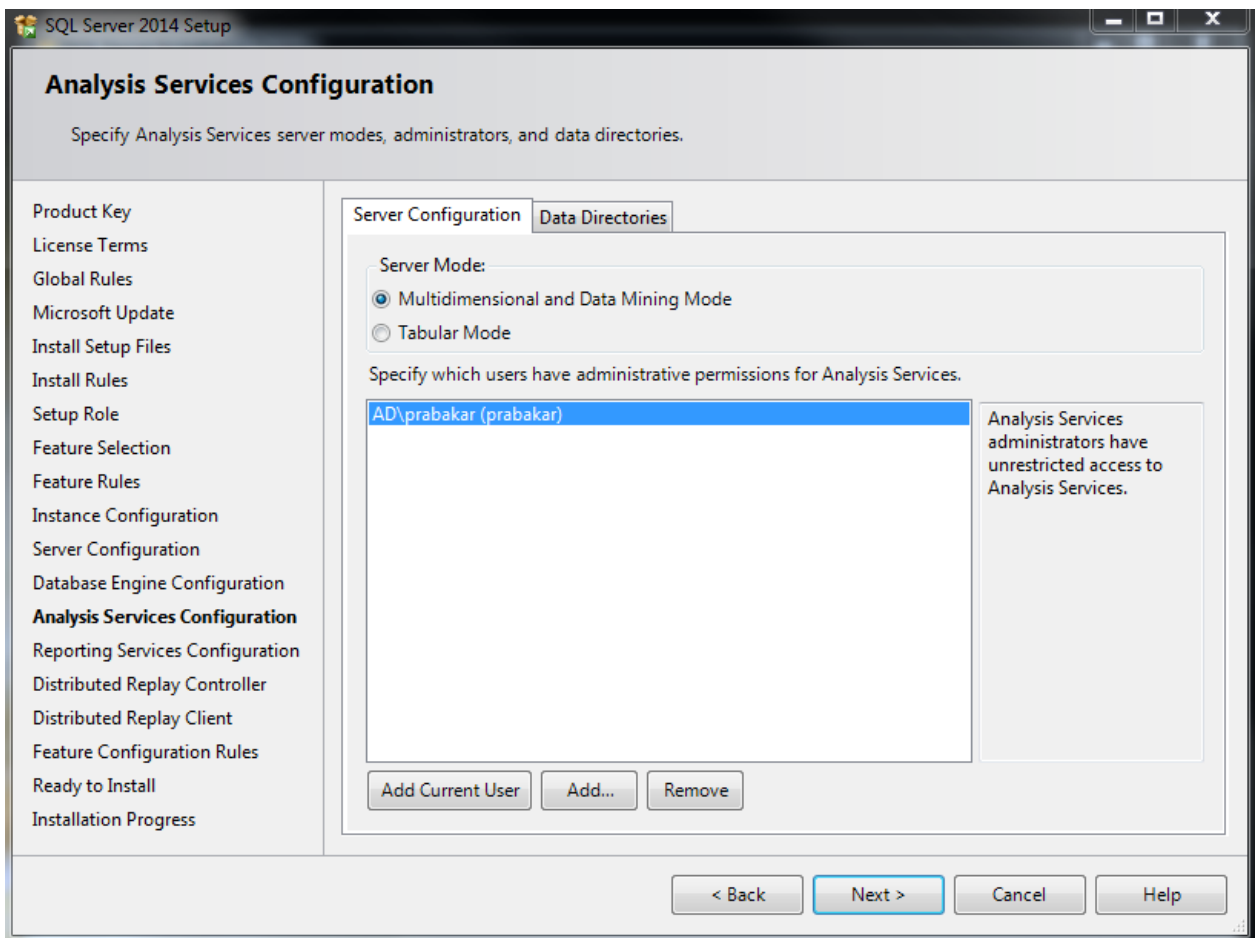 SQL Server 2014 Setup
Analysis Services Configuration
Specify Analysis Services server modes, administrators, and data directories.
Product Key
License Terms
Global Rules
Microsoft Update
Install Setup Files
Install Rules
Setup Role
Feature Selection
Feature Rules
Instance Configuration
Server Configuration
Database Engine Configuration
Analysis Services Configuration
Reporting Services Configuration
Distributed Replay Controller
Distributed Replay Client
Feature Configuration Rules
Ready to Install
Installation Progress
Server Configuration
Data Directories
Server Mode:
Multidimensional and Data Mining Mode
Tabular Mode
Specify which users have administrative permissions for Analysis Services.
AD\prabakar (prabakar)
Analysis Services
administrators have
unrestricted access to
Analysis Services.
Add Current User
Add...
Remove
< Back
Next >
Cancel
Help